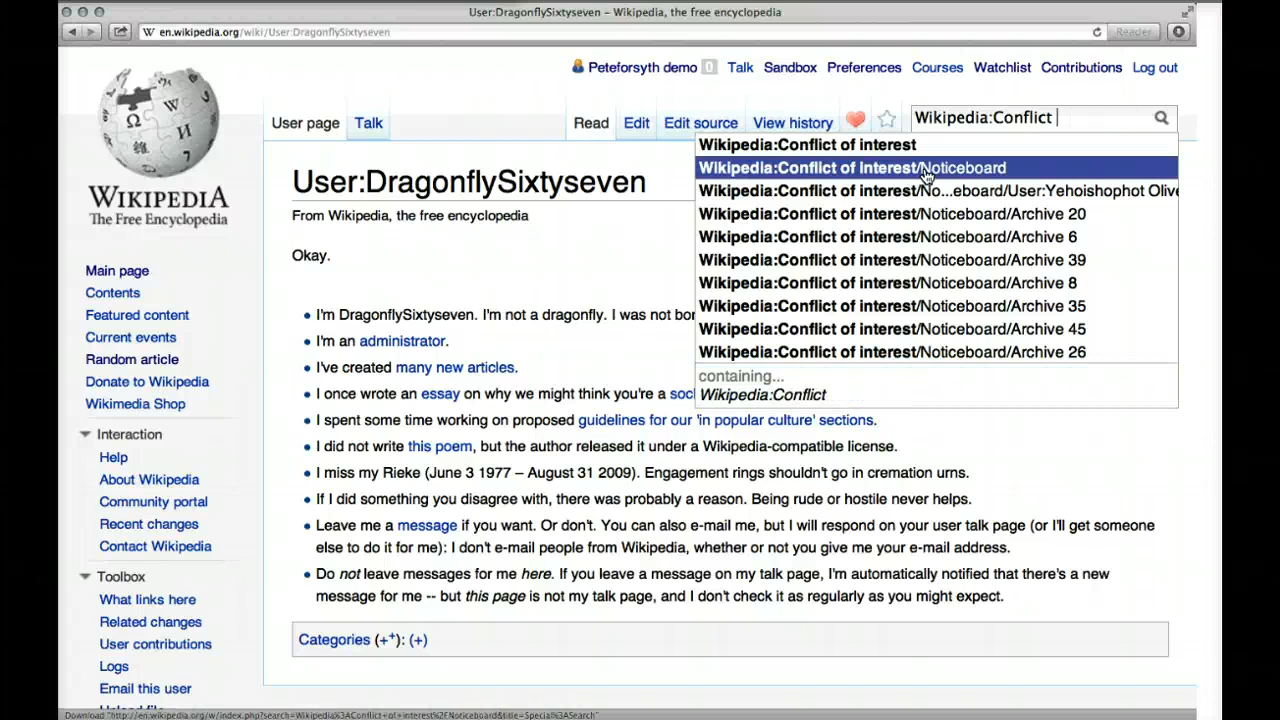 User:DragonflySixtyseven – Wikipedia, the free encyclopedia
W en.wikipedia.org/wiki/User:DragonflySixtyseven
Reader
Peteforsyth demo 0 Talk Sandbox Preferences Courses Watchlist Contributions Log out
User page Talk Read Edit Edit source View history Wikipedia:Conflict
WIKIPEDIA
The Free Encyclopedia
Main page
Contents
Featured content
Current events
Random article
Donate to Wikipedia
Wikimedia Shop
Interaction
Help
About Wikipedia
Community portal
Recent changes
Contact Wikipedia
Toolbox
What links here
Related changes
User contributions
Logs
Email this user
User:DragonflySixtyseven
From Wikipedia, the free encyclopedia
Okay.
• I'm DragonflySixtyseven. I'm not a dragonfly. I was not bor
• I'm an administrator.
• I've created many new articles.
• I once wrote an essay on why we might think you're a soc
• I spent some time working on proposed guidelines for our 'in popular culture' sections.
• I did not write this poem, but the author released it under a Wikipedia-compatible license.
• I miss my Rieke (June 3 1977 – August 31 2009). Engagement rings shouldn't go in cremation urns.
• If I did something you disagree with, there was probably a reason. Being rude or hostile never helps.
• Leave me a message if you want. Or don't. You can also e-mail me, but I will respond on your user talk page (or I'll get someone
else to do it for me): I don't e-mail people from Wikipedia, whether or not you give me your e-mail address.
• Do not leave messages for me here. If you leave a message on my talk page, I'm automatically notified that there's a new
message for me -- but this page is not my talk page, and I don't check it as regularly as you might expect.
Categories (+⁺): (+)
Wikipedia:Conflict of interest
Wikipedia:Conflict of interest/Noticeboard
Wikipedia:Conflict of interest/No...eboard/User:Yehoishophot Olive
Wikipedia:Conflict of interest/Noticeboard/Archive 20
Wikipedia:Conflict of interest/Noticeboard/Archive 6
Wikipedia:Conflict of interest/Noticeboard/Archive 39
Wikipedia:Conflict of interest/Noticeboard/Archive 8
Wikipedia:Conflict of interest/Noticeboard/Archive 35
Wikipedia:Conflict of interest/Noticeboard/Archive 45
Wikipedia:Conflict of interest/Noticeboard/Archive 26
containing...
Wikipedia:Conflict
Download "http://en.wikipedia.org/w/index.php?search=Wikipedia%3AConflict+of+interest%2FNoticeboard&title=Special%3ASearch"